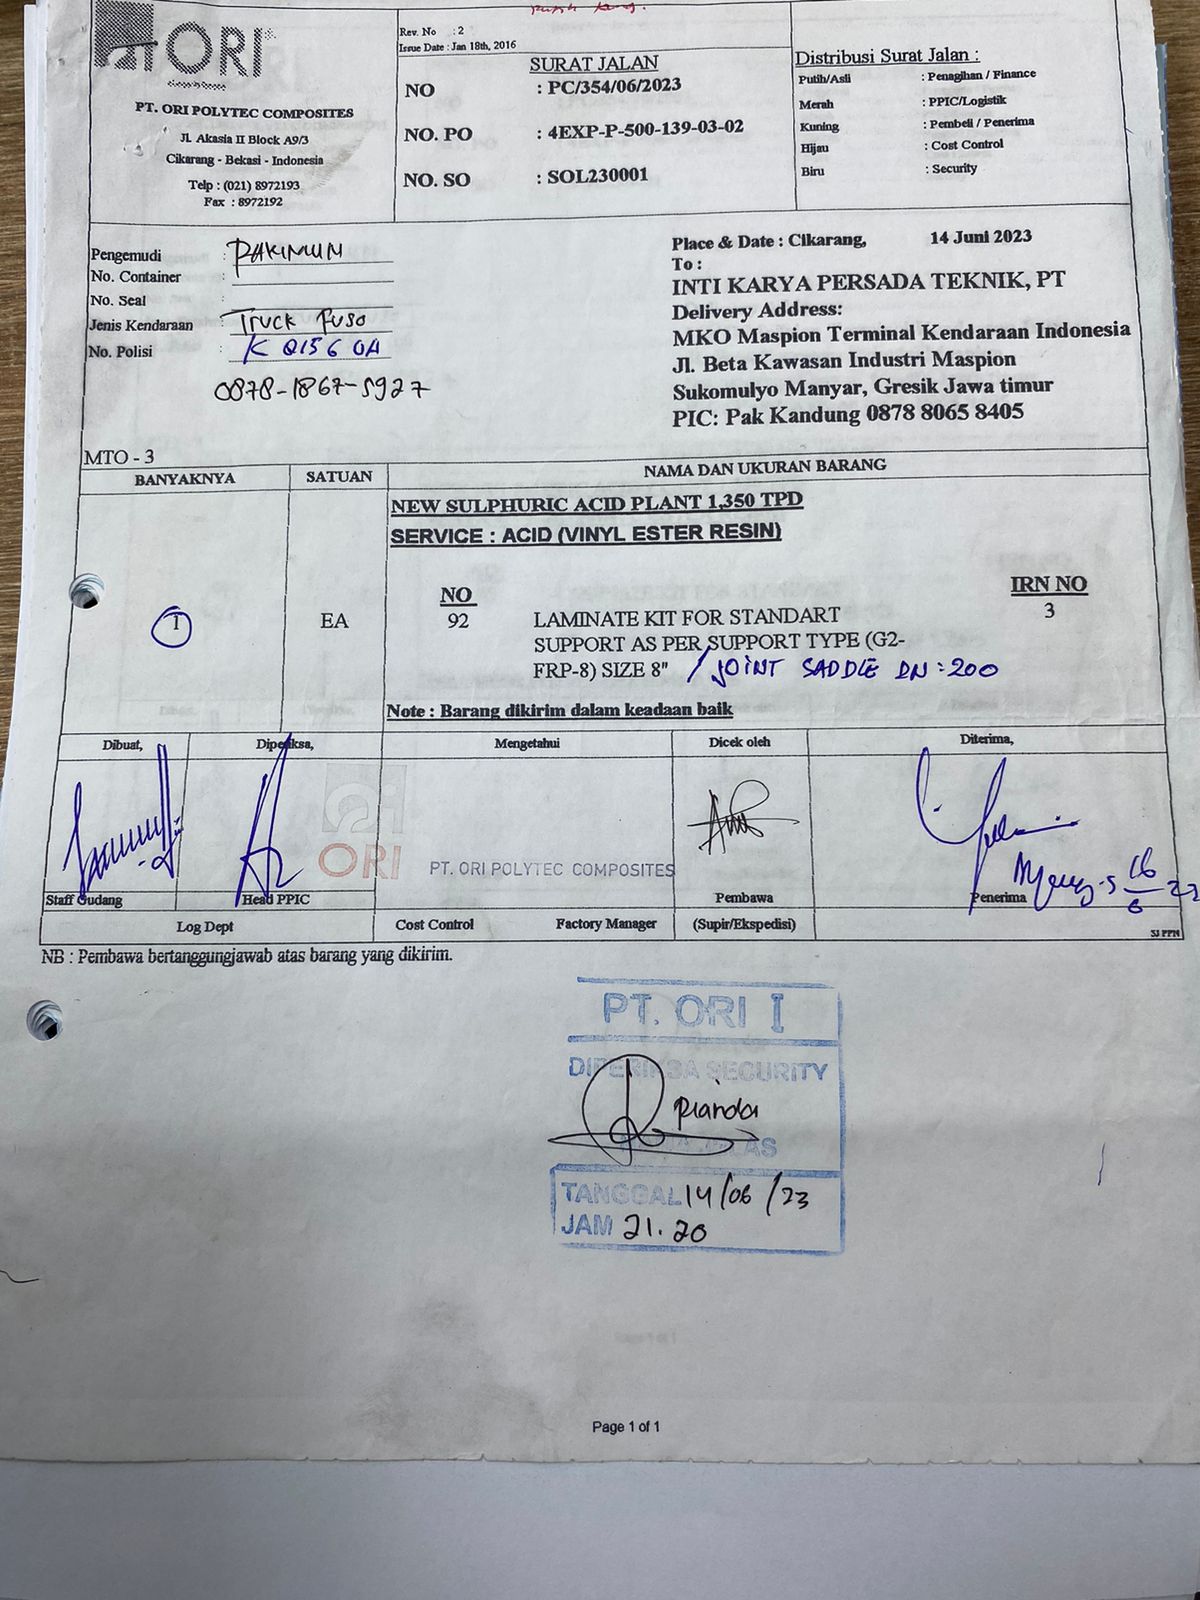 ORI
PT. ORI POLYTEC COMPOSITES
Jl. Akasia II Block A9/3
Cikarang - Bekasi - Indonesia
Telp : (021) 8972193
Fax : 8972192
Rev. No : 2
Issue Date : Jan 18th, 2016
SURAT JALAN
NO : PC/354/06/2023
NO. PO : 4EXP-P-500-139-03-02
NO. SO : SOL230001
Distribusi Surat Jalan :
Putih/Asli : Penagihan / Finance
Merah : PPIC/Logistik
Kuning : Pembeli / Penerima
Hijau : Cost Control
Biru : Security
Pengemudi :
No. Container :
No. Seal :
Jenis Kendaraan : Truck Fuso
No. Polisi :
0878-1867-5927
Place & Date : Cikarang, 14 Juni 2023
To :
INTI KARYA PERSADA TEKNIK, PT
Delivery Address:
MKO Maspion Terminal Kendaraan Indonesia
Jl. Beta Kawasan Industri Maspion
Sukomulyo Manyar, Gresik Jawa timur
PIC: Pak Kandung 0878 8065 8405
MTO - 3
BANYAKNYA SATUAN NAMA DAN UKURAN BARANG
NEW SULPHURIC ACID PLANT 1,350 TPD
SERVICE : ACID (VINYL ESTER RESIN)
NO IRN NO
1 EA 92 LAMINATE KIT FOR STANDART 3
SUPPORT AS PER SUPPORT TYPE (G2-
FRP-8) SIZE 8" / JOINT SADDLE DN : 200
Note : Barang dikirim dalam keadaan baik
Dibuat, Diperiksa, Mengetahui Dicek oleh Diterima,
ORI PT. ORI POLYTEC COMPOSITES
16
6 23
Staff Gudang Head PPIC Pembawa Penerima
Log Dept Cost Control Factory Manager (Supir/Ekspedisi)
SJ PPN
NB : Pembawa bertanggungjawab atas barang yang dikirim.
PT. ORI I
DIPERIKSA SECURITY
Rianda
TANGGAL 14/06/23
JAM 21.20
Page 1 of 1